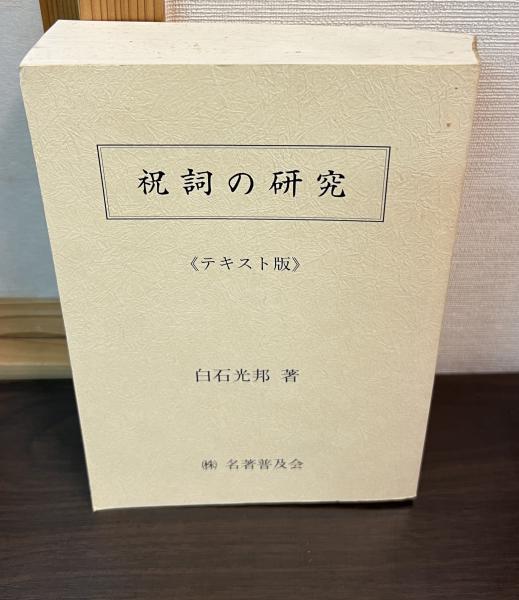 祝詞の研究
《テキスト版》
白石光邦 著
㈱ 名著普及会